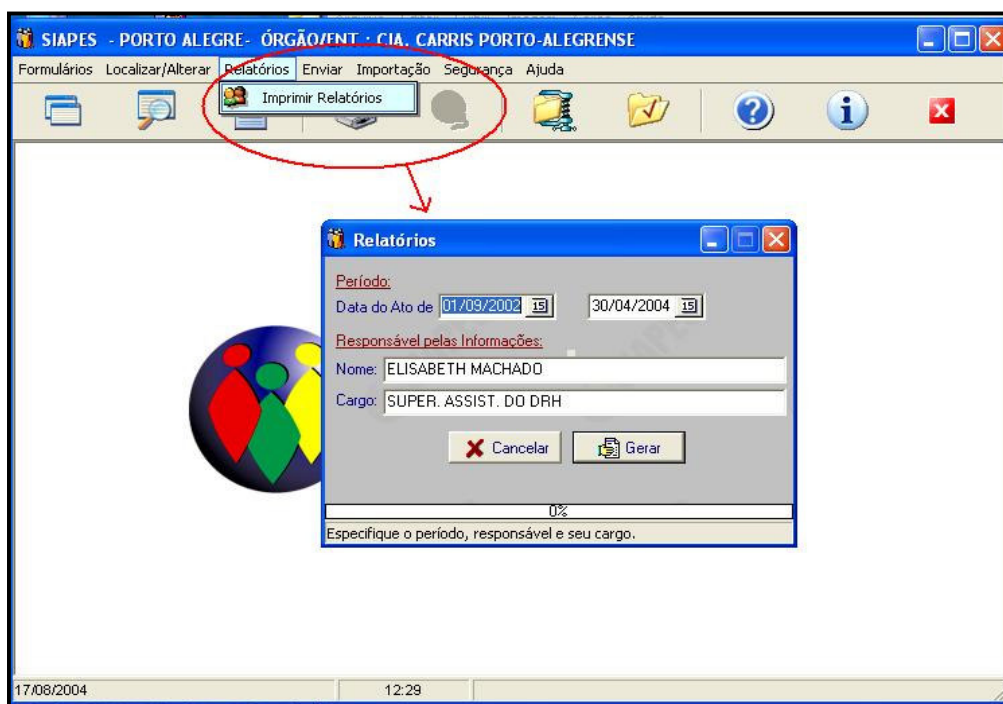 SIAPES - PORTO ALEGRE- ÓRGÃO/ENT : CIA. CARRIS PORTO-ALEGRENSE
Formulários Localizar/Alterar Relatórios Enviar Importação Segurança Ajuda
Imprimir Relatórios
Relatórios
Período:
Data do Ato de 01/09/2002 15 30/04/2004 15
Responsável pelas Informações:
Nome: ELISABETH MACHADO
Cargo: SUPER. ASSIST. DO DRH
Cancelar Gerar
0%
Especifique o período, responsável e seu cargo.
17/08/2004 12:29